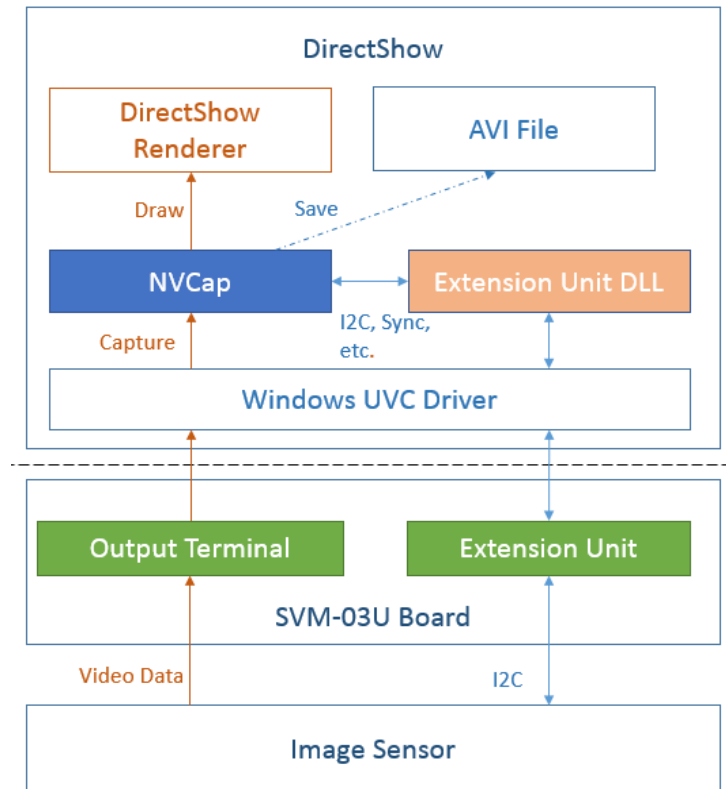 DirectShow
DirectShow
Renderer
AVI File
Draw
Save
NVCap
Extension Unit DLL
Capture
I2C, Sync,
etc.
Windows UVC Driver
Output Terminal
Extension Unit
SVM-03U Board
Video Data
I2C
Image Sensor